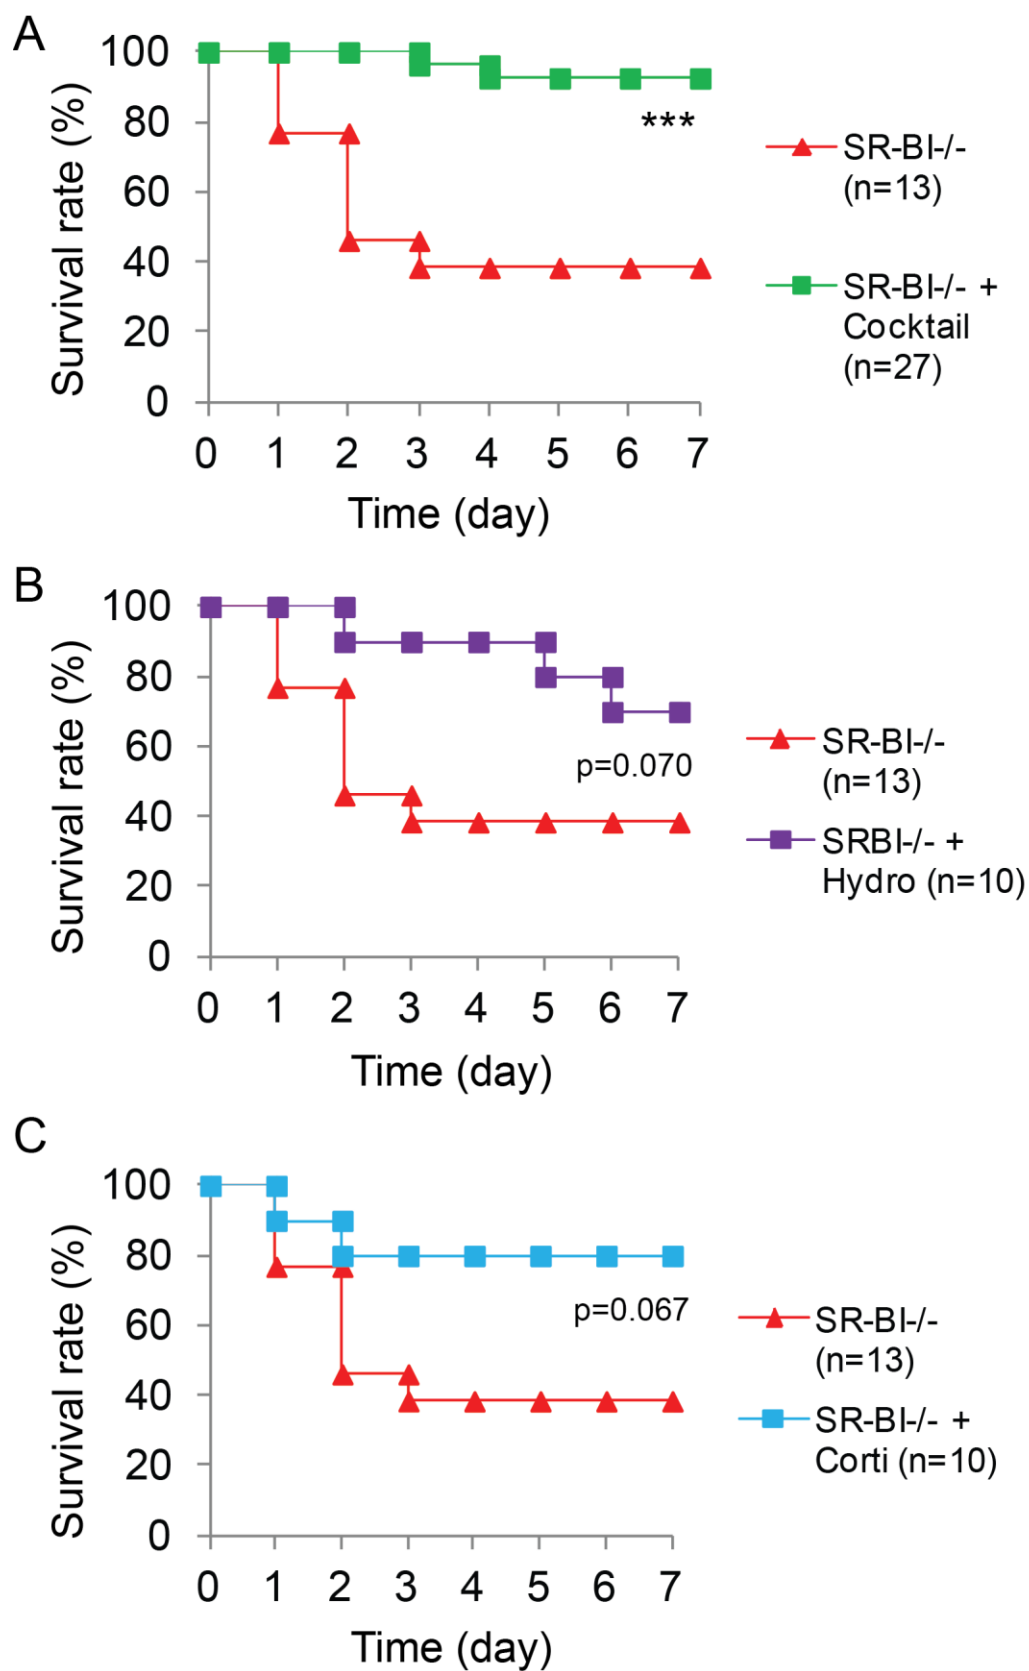 A
100
80
60
40
20
0
Survival rate (%)
***
0 1 2 3 4 5 6 7
Time (day)
SR-BI-/-
(n=13)
SR-BI-/- +
Cocktail
(n=27)
B
100
80
60
40
20
0
Survival rate (%)
p=0.070
0 1 2 3 4 5 6 7
Time (day)
SR-BI-/-
(n=13)
SRBI-/- +
Hydro (n=10)
C
100
80
60
40
20
0
Survival rate (%)
p=0.067
0 1 2 3 4 5 6 7
Time (day)
SR-BI-/-
(n=13)
SR-BI-/- +
Corti (n=10)